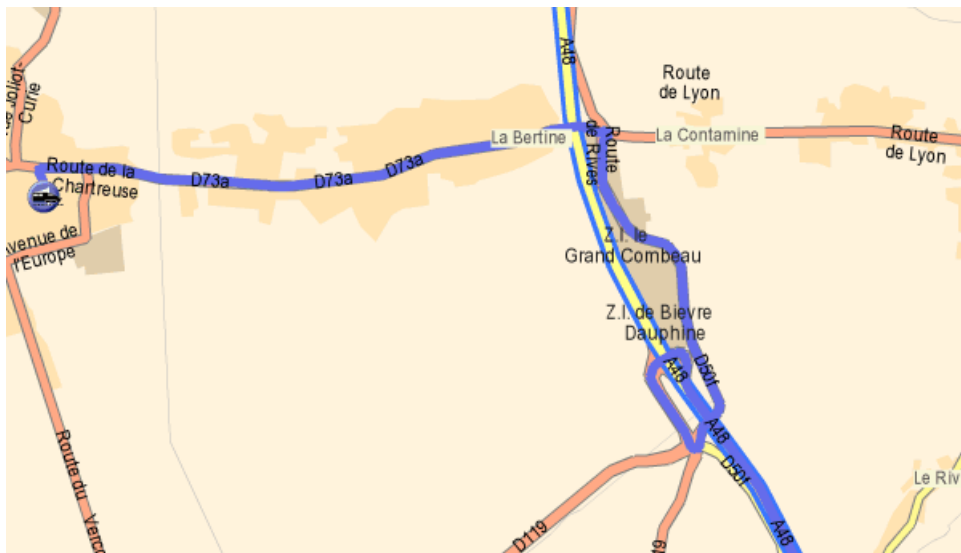 A48
Route
de Lyon
Joliot-
Curie
La Bertine
Route
de Rives
La Contamine
Route
de Lyon
Route de la
Chartreuse
D73a
D73a
D73a
Avenue de
l'Europe
Z.I. le
Grand Combeau
Z.I. de Bievre
Dauphine
A48
D50f
A48
D50f
Le Riv
A48
D119
19
Route du Verco